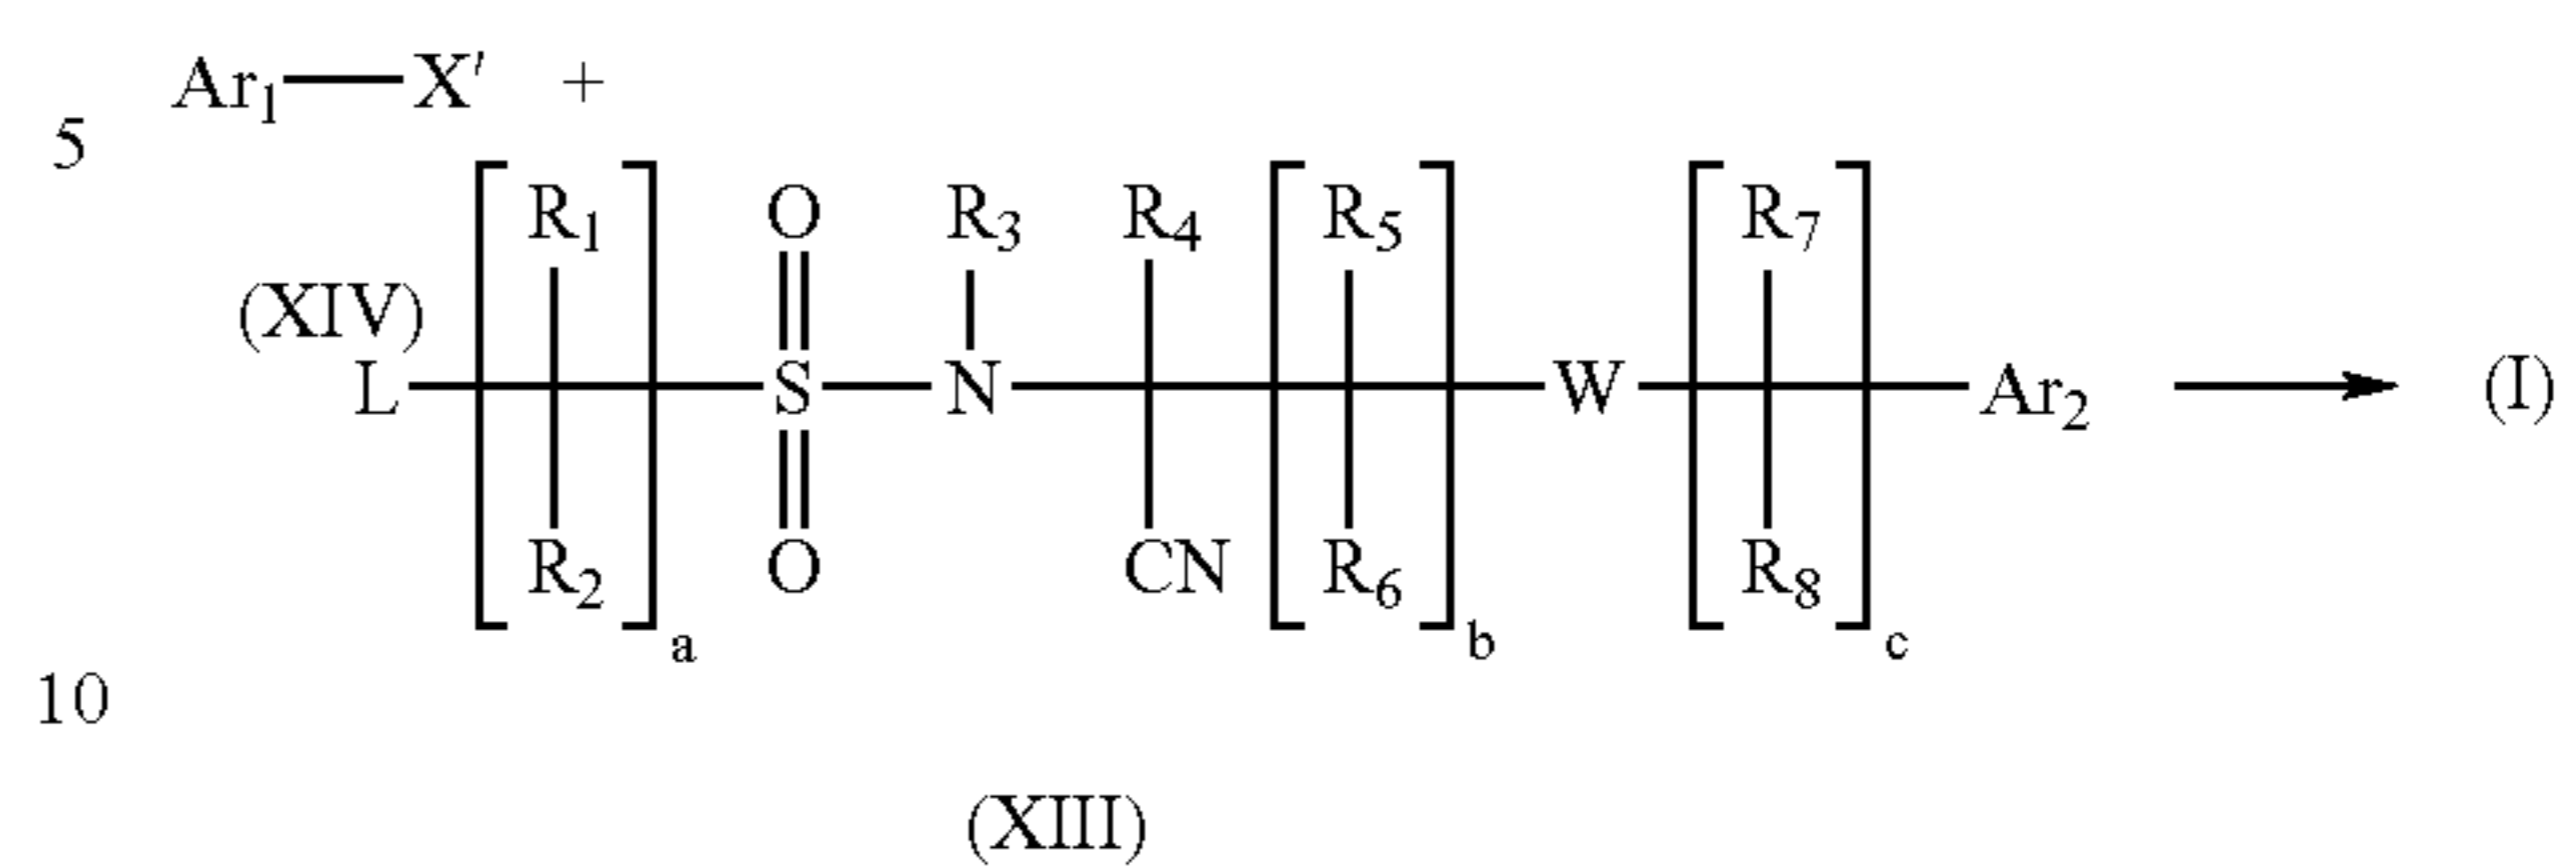 Ar1—X' +
5
R1 O R3 R4 R5 R7
(XIV)
L S N W Ar2 (I)
R2 O CN R6 R8
a b c
10
(XIII)